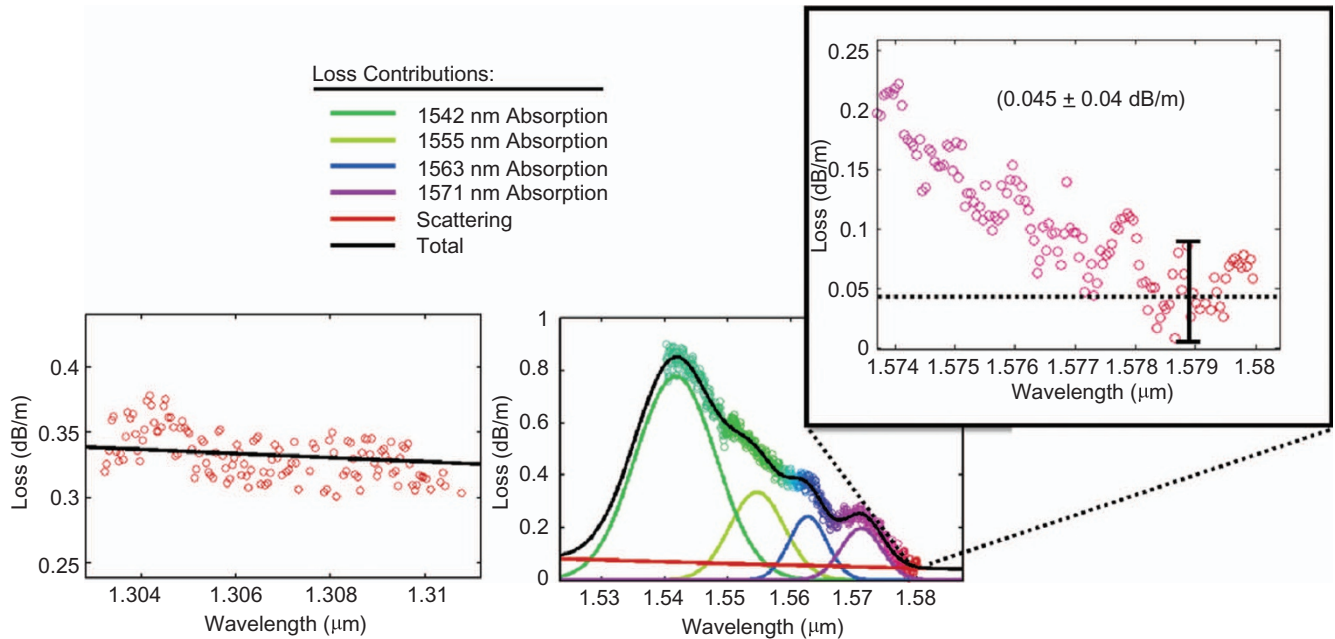 Loss Contributions:
1542 nm Absorption
1555 nm Absorption
1563 nm Absorption
1571 nm Absorption
Scattering
Total
0.4
0.35
0.3
0.25
Loss (dB/m)
1.304
1.306
1.308
1.31
Wavelength (μm)
1
0.8
0.6
0.4
0.2
0
Loss (dB/m)
1.53
1.54
1.55
1.56
1.57
1.58
Wavelength (μm)
0.25
0.2
0.15
0.1
0.05
0
Loss (dB/m)
(0.045 ± 0.04 dB/m)
1.574
1.575
1.576
1.577
1.578
1.579
1.58
Wavelength (μm)